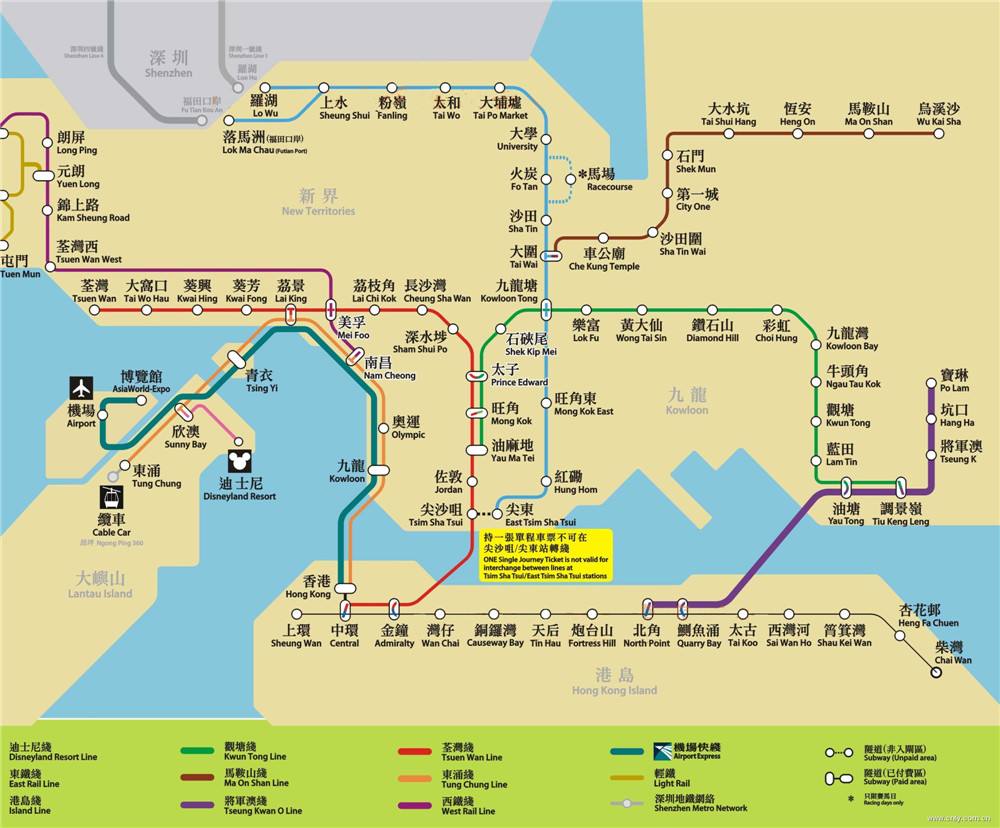 深圳四號綫
Shenzhen Line 4
深圳
Shenzhen
深圳一號綫
Shenzhen Line 1
羅湖
Luo Hu
福田口岸
Fu Tian Kou An
羅湖
Lo Wu
上水
Sheung Shui
粉嶺
Fanling
太和
Tai Wo
大埔墟
Tai Po Market
落馬洲(福田口岸)
Lok Ma Chau (Futian Port)
大學
University
火炭
Fo Tan
*馬場
Racecourse
沙田
Sha Tin
大圍
Tai Wai
大水坑
Tai Shui Hang
恆安
Heng On
馬鞍山
Ma On Shan
烏溪沙
Wu Kai Sha
石門
Shek Mun
第一城
City One
沙田圍
Sha Tin Wai
車公廟
Che Kung Temple
朗屏
Long Ping
元朗
Yuen Long
錦上路
Kam Sheung Road
荃灣西
Tsuen Wan West
屯門
Tuen Mun
新界
New Territories
荃灣
Tsuen Wan
大窩口
Tai Wo Hau
葵興
Kwai Hing
葵芳
Kwai Fong
荔景
Lai King
美孚
Mei Foo
荔枝角
Lai Chi Kok
長沙灣
Cheung Sha Wan
深水埗
Sham Shui Po
九龍塘
Kowloon Tong
石硤尾
Shek Kip Mei
太子
Prince Edward
旺角
Mong Kok
油麻地
Yau Ma Tei
佐敦
Jordan
尖沙咀
Tsim Sha Tsui
尖東
East Tsim Sha Tsui
紅磡
Hung Hom
旺角東
Mong Kok East
樂富
Lok Fu
黃大仙
Wong Tai Sin
鑽石山
Diamond Hill
彩虹
Choi Hung
九龍灣
Kowloon Bay
牛頭角
Ngau Tau Kok
觀塘
Kwun Tong
藍田
Lam Tin
油塘
Yau Tong
調景嶺
Tiu Keng Leng
寶琳
Po Lam
坑口
Hang Ha
將軍澳
Tseung K
九龍
Kowloon
南昌
Nam Cheong
奧運
Olympic
九龍
Kowloon
青衣
Tsing Yi
博覽館
AsiaWorld-Expo
機場
Airport
欣澳
Sunny Bay
迪士尼
Disneyland Resort
東涌
Tung Chung
纜車
Cable Car
昂坪 Ngong Ping 360
大嶼山
Lantau Island
持一張單程車票不可在
尖沙咀/尖東站轉綫
ONE Single Journey Ticket is not valid for
interchange between lines at
Tsim Sha Tsui/East Tsim Sha Tsui stations
香港
Hong Kong
上環
Sheung Wan
中環
Central
金鐘
Admiralty
灣仔
Wan Chai
銅鑼灣
Causeway Bay
天后
Tin Hau
炮台山
Fortress Hill
北角
North Point
鰂魚涌
Quarry Bay
太古
Tai Koo
西灣河
Sai Wan Ho
筲箕灣
Shau Kei Wan
杏花邨
Heng Fa Chuen
柴灣
Chai Wan
港島
Hong Kong Island
迪士尼綫
Disneyland Resort Line
東鐵綫
East Rail Line
港島綫
Island Line
觀塘綫
Kwun Tong Line
馬鞍山綫
Ma On Shan Line
將軍澳綫
Tseung Kwan O Line
荃灣綫
Tsuen Wan Line
東涌綫
Tung Chung Line
西鐵綫
West Rail Line
機場快綫
Airport Express
輕鐵
Light Rail
深圳地鐵網絡
Shenzhen Metro Network
隧道(非入閘區)
Subway (Unpaid area)
隧道(已付費區)
Subway (Paid area)
* 只限賽馬日
Racing days only
www.cnly.com.cn